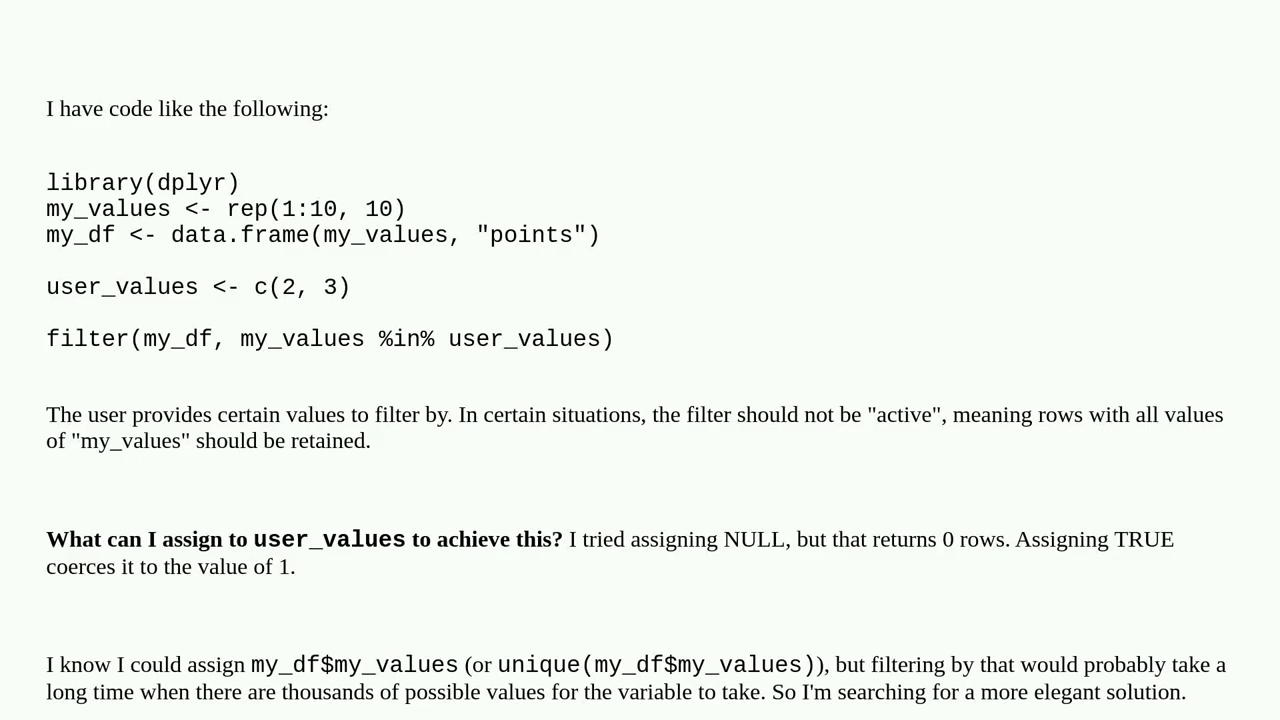 I have code like the following:
library(dplyr)
my_values <- rep(1:10, 10)
my_df <- data.frame(my_values, "points")
user_values <- c(2, 3)
filter(my_df, my_values %in% user_values)
The user provides certain values to filter by. In certain situations, the filter should not be "active", meaning rows with all values
of "my_values" should be retained.
What can I assign to user_values to achieve this? I tried assigning NULL, but that returns 0 rows. Assigning TRUE
coerces it to the value of 1.
I know I could assign my_df$my_values (or unique(my_df$my_values)), but filtering by that would probably take a
long time when there are thousands of possible values for the variable to take. So I'm searching for a more elegant solution.